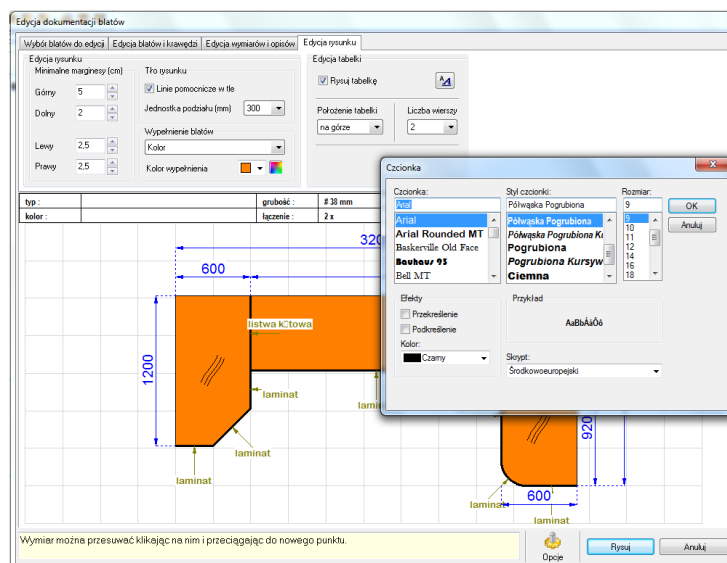 Edycja dokumentacji blatów
Wybór blatów do edycji
Edycja blatów i krawędzi
Edycja wymiarów i opisów
Edycja rysunku
Edycja rysunku
Minimalne marginesy (cm)
Górny 5
Dolny 2
Lewy 2,5
Prawy 2,5
Tło rysunku
Linie pomocnicze w tle
Jednostka podziału (mm) 300
Wypełnienie blatów
Kolor
Kolor wypełnienia
Edycja tabelki
Rysuj tabelkę
Położenie tabelki
na górze
Liczba wierszy
2
typ : grubość : # 38 mm
kolor : łączenie : 2 x
Czcionka
Czcionka:
Arial
Arial
Arial Rounded MT
Baskerville Old Face
Bauhaus 93
Bell MT
Styl czcionki:
Półwąska Pogrubiona
Półwąska Pogrubiona
Półwąska Pogrubiona Ku
Pogrubiona
Pogrubiona Kursyw
Ciemna
Rozmiar:
9
9
10
11
12
14
16
18
OK
Anuluj
Efekty
Przekreślenie
Podkreślenie
Kolor:
Czarny
Przykład
AaBbÁáÔô
Skrypt:
Środkowoeuropejski
320
600
listwa k□towa
1200
laminat
laminat
laminat
laminat
920
laminat
600
laminat
Wymiar można przesuwać klikając na nim i przeciągając do nowego punktu.
Opcje
Rysuj
Anuluj